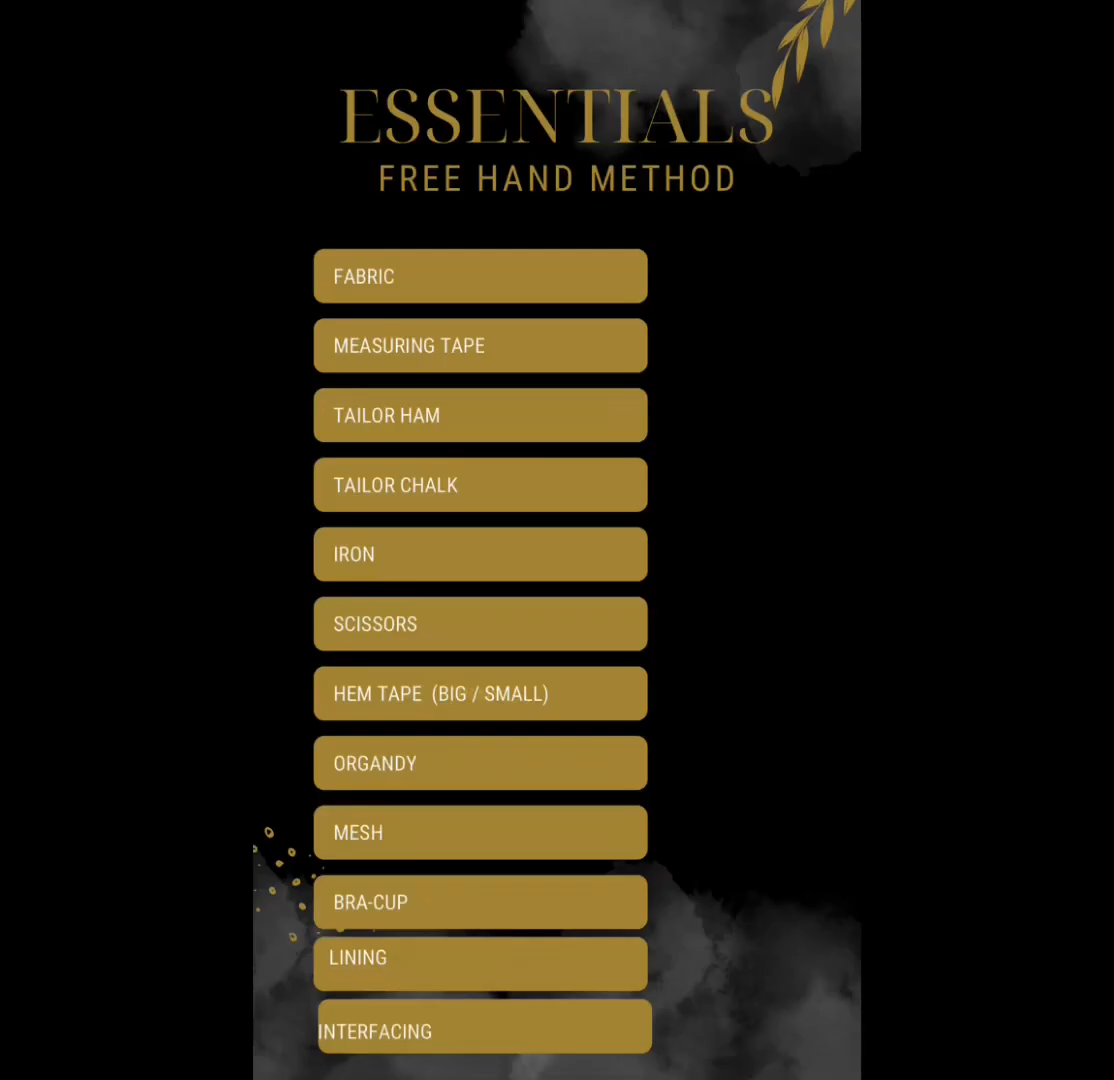 ESSENTIALS
FREE HAND METHOD
FABRIC
MEASURING TAPE
TAILOR HAM
TAILOR CHALK
IRON
SCISSORS
HEM TAPE (BIG / SMALL)
ORGANDY
MESH
BRA-CUP
LINING
INTERFACING